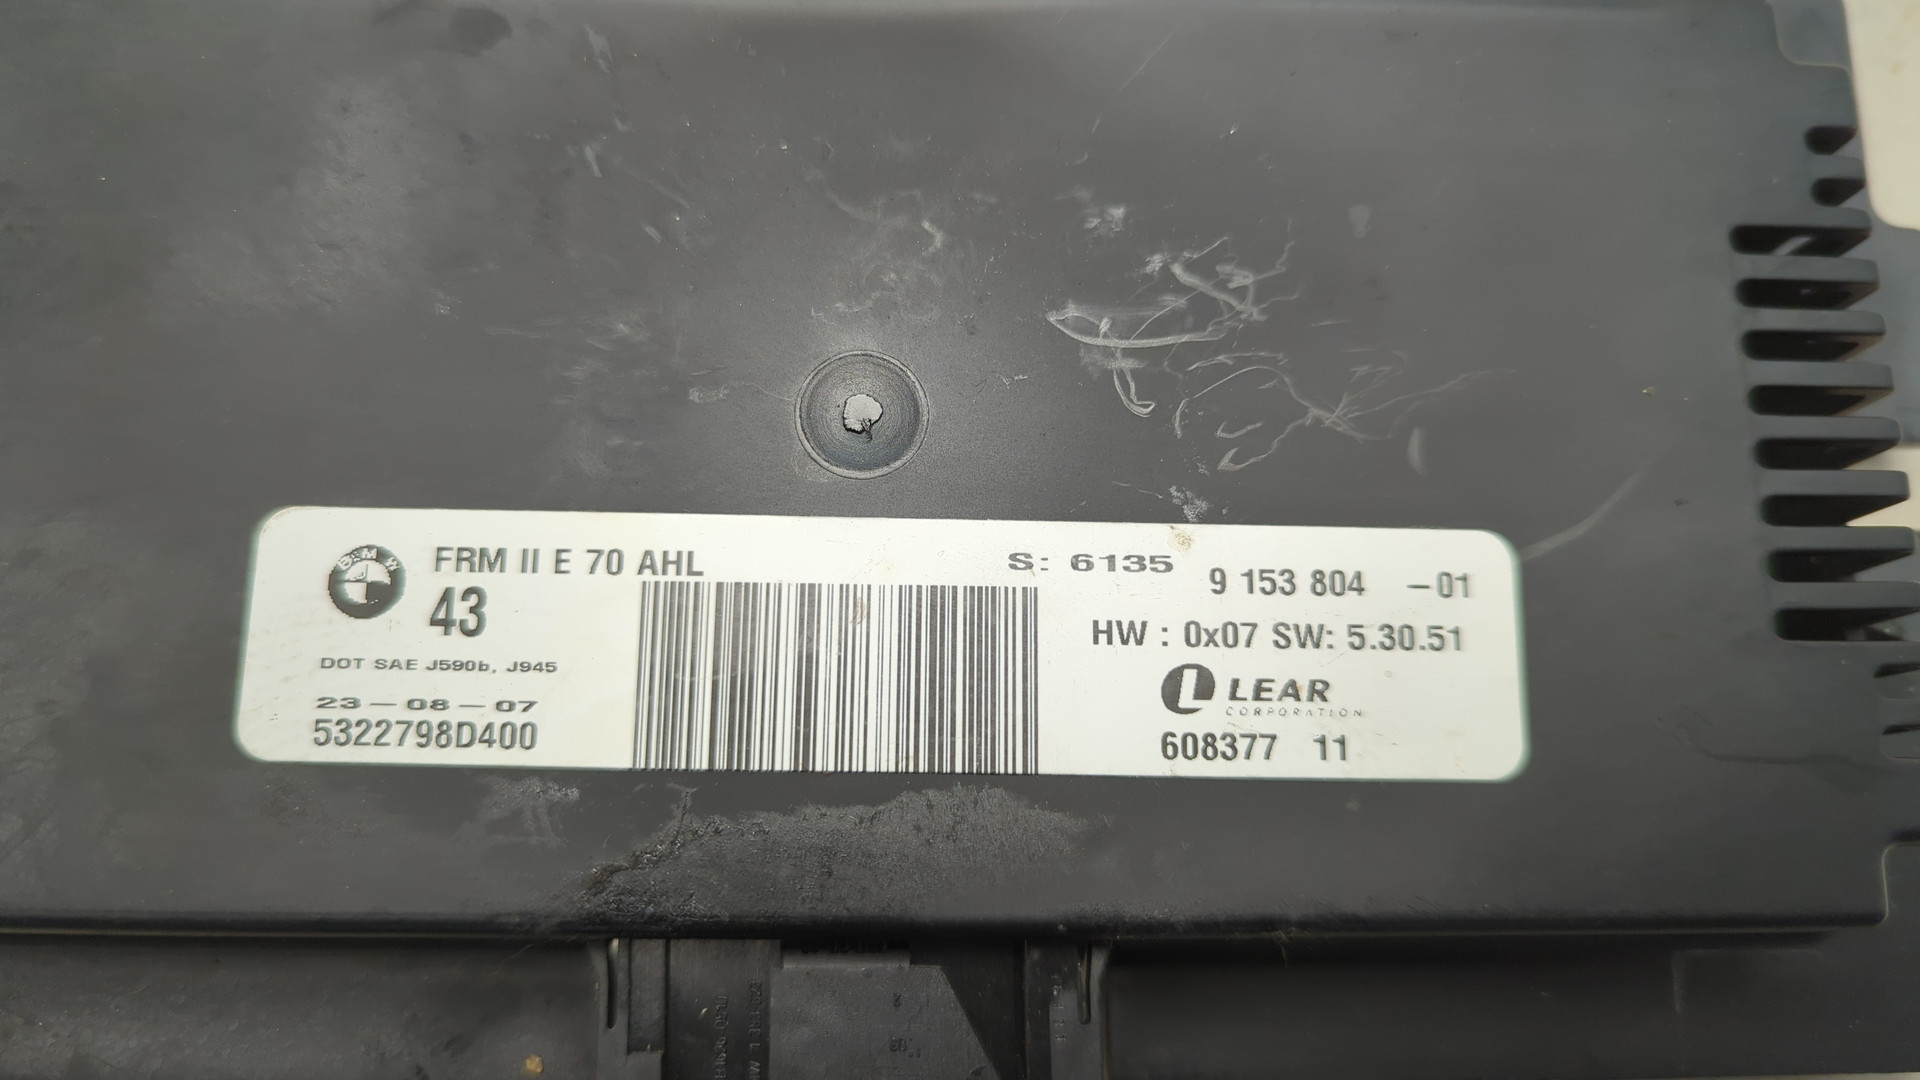 BMW
FRM II E 70 AHL
43
DOT SAE J590b, J945
23-08-07
5322798D400
S: 6135 9 153 804 -01
HW : 0x07 SW: 5.30.51
LEAR
CORPORATION
608377 11